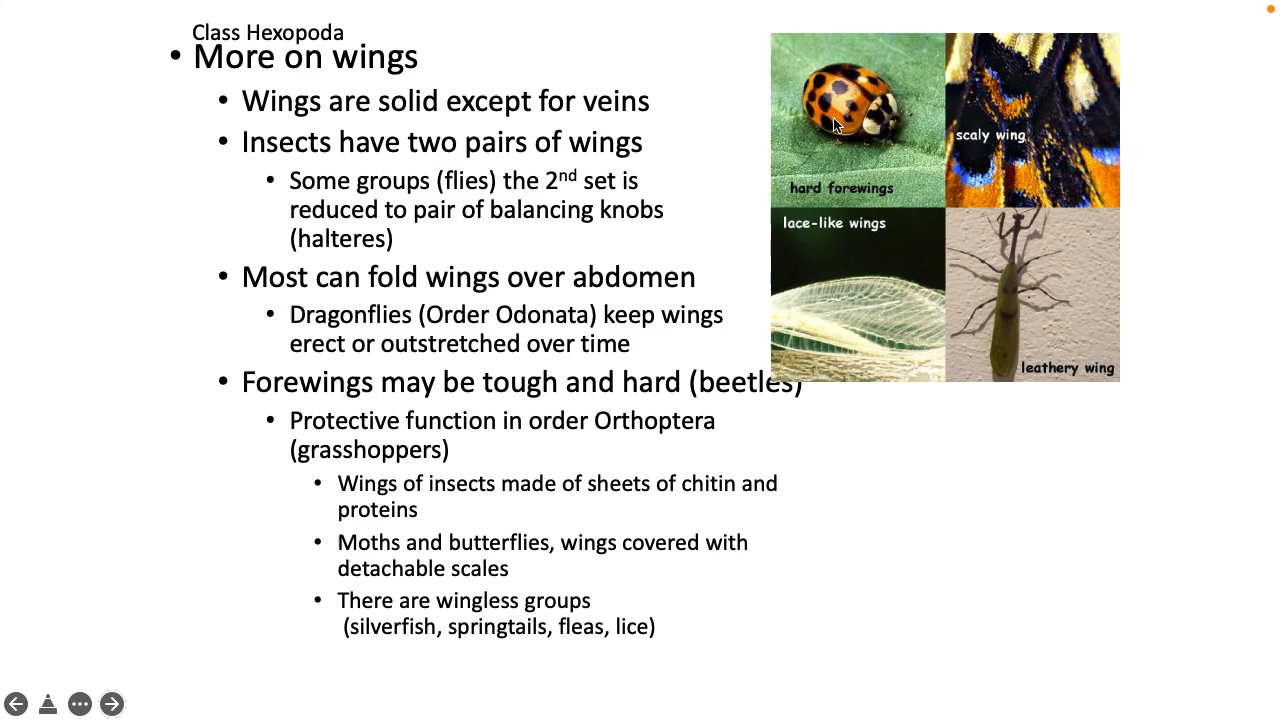 Class Hexopoda
• More on wings
• Wings are solid except for veins
• Insects have two pairs of wings
• Some groups (flies) the 2nd set is
reduced to pair of balancing knobs
(halteres)
• Most can fold wings over abdomen
• Dragonflies (Order Odonata) keep wings
erect or outstretched over time
• Forewings may be tough and hard (beetles)
• Protective function in order Orthoptera
(grasshoppers)
• Wings of insects made of sheets of chitin and
proteins
• Moths and butterflies, wings covered with
detachable scales
• There are wingless groups
(silverfish, springtails, fleas, lice)
hard forewings
scaly wing
lace-like wings
leathery wing